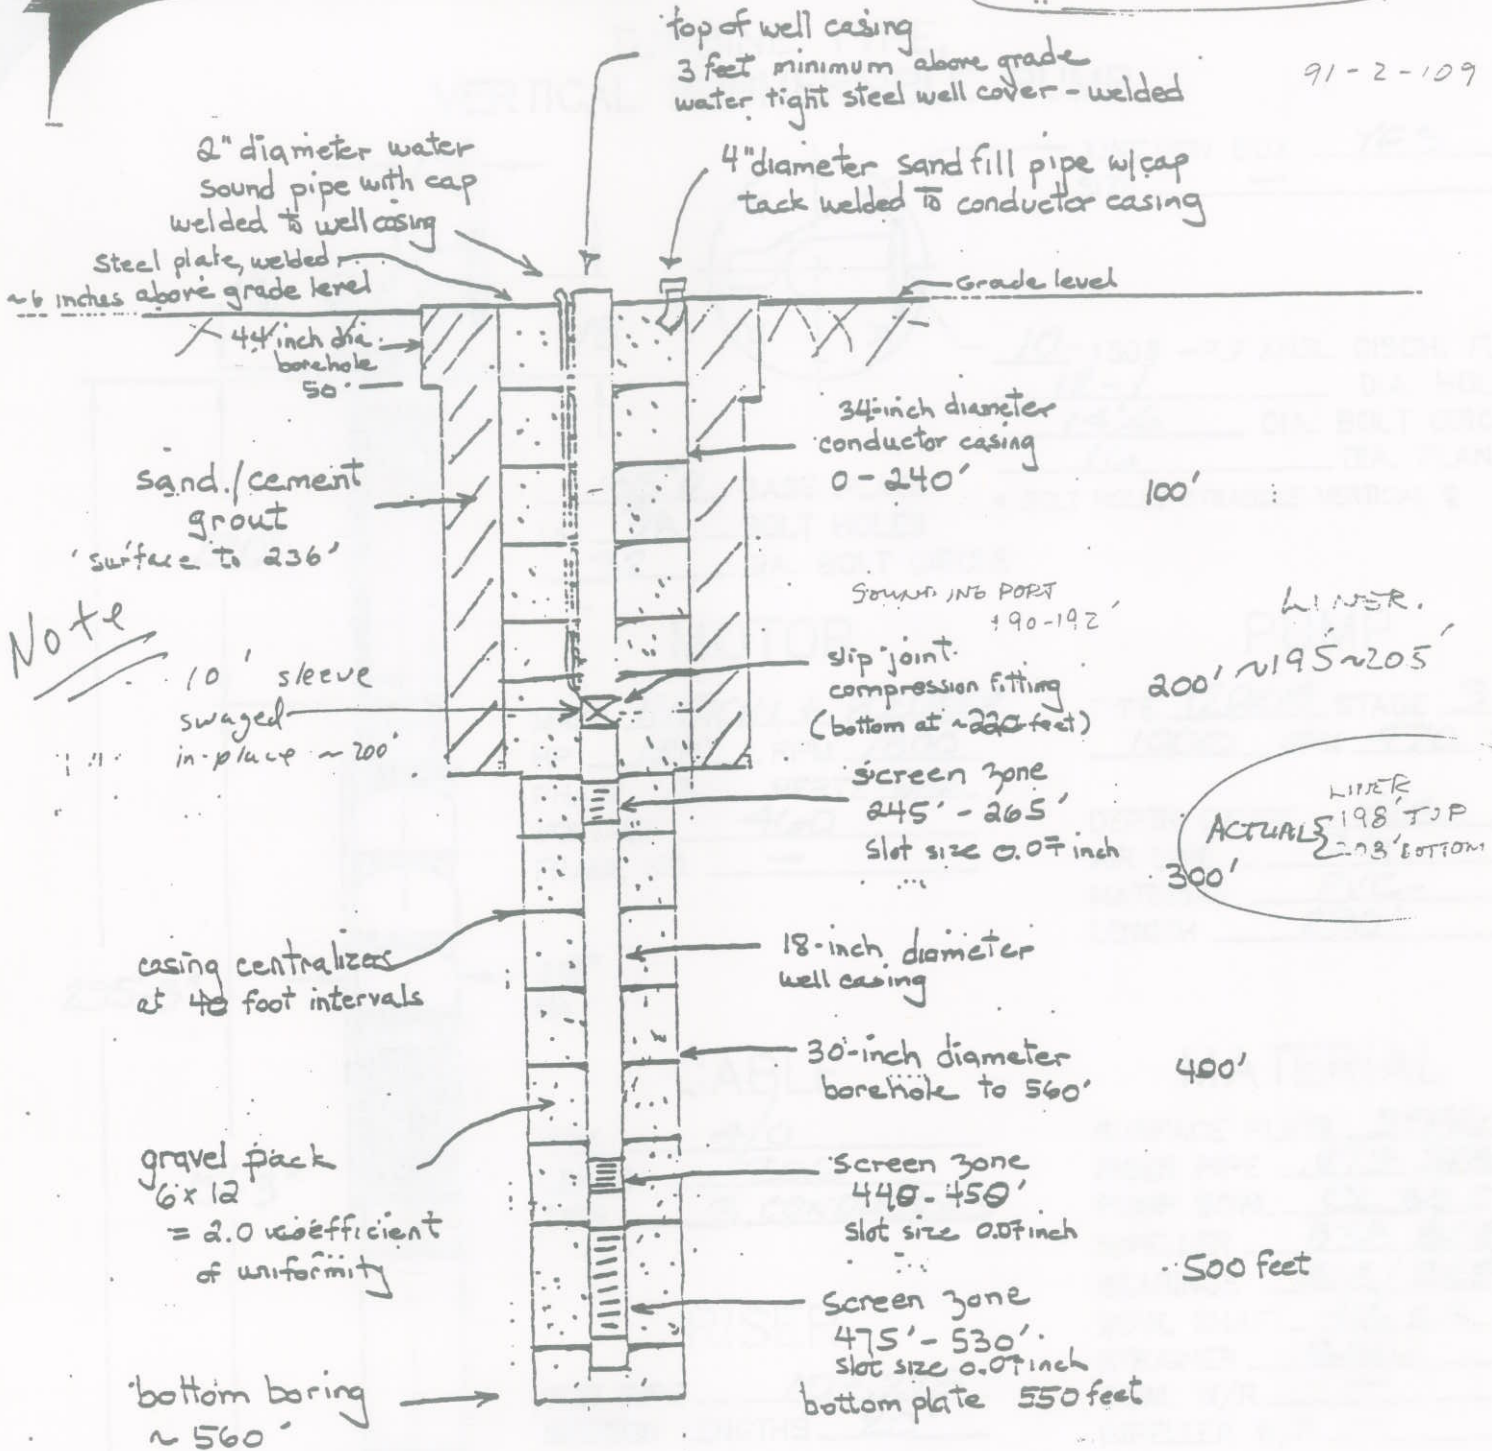 91-2-109
top of well casing
3 feet minimum above grade
water tight steel well cover - welded
2" diameter water
sound pipe with cap
welded to well casing
4" diameter sand fill pipe w/cap
tack welded to conductor casing
steel plate, welded
~6 inches above grade level
Grade level
44 inch dia.
borehole
50'
34-inch diameter
conductor casing
0-240'
100'
sand/cement
grout
surface to 236'
Note
10' sleeve
swaged
in-place ~200'
SOUNDING PORT
190-192'
slip joint
compression fitting
(bottom at ~220 feet)
LINER.
200' ~195~205'
screen zone
245' - 265'
slot size 0.07 inch
LINER
ACTUAL 198' TOP
203' BOTTOM
300'
casing centralizers
at 40 foot intervals
18-inch diameter
well casing
30-inch diameter
borehole to 560'
400'
gravel pack
6 x 12
= 2.0 coefficient
of uniformity
screen zone
440-450'
slot size 0.07 inch
500 feet
screen zone
475'-530'
slot size 0.07 inch
bottom plate 550 feet
bottom boring
~ 560'
VERTICAL
MOTOR
PUMP
CABLE
MATERIAL